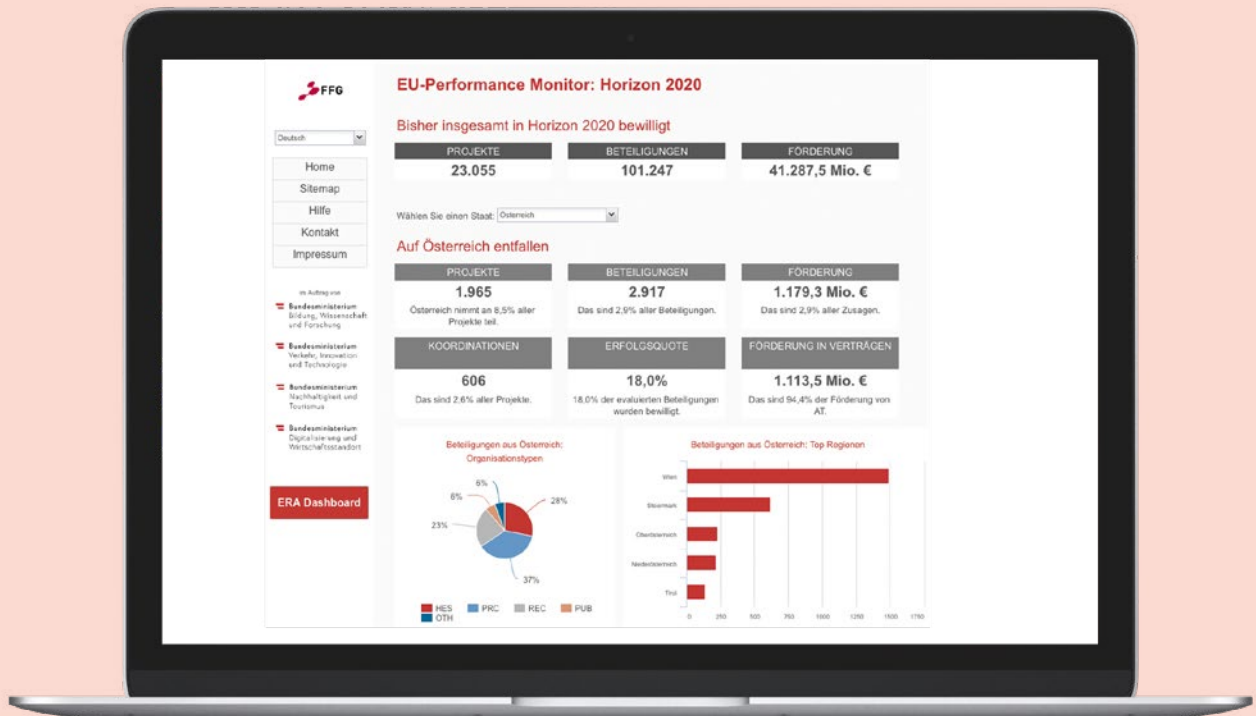 FFG
Deutsch
Home
Sitemap
Hilfe
Kontakt
Impressum
im Auftrag von
Bundesministerium
Bildung, Wissenschaft
und Forschung
Bundesministerium
Verkehr, Innovation
und Technologie
Bundesministerium
Nachhaltigkeit und
Tourismus
Bundesministerium
Digitalisierung und
Wirtschaftsstandort
ERA Dashboard
EU-Performance Monitor: Horizon 2020
Bisher insgesamt in Horizon 2020 bewilligt
PROJEKTE BETEILIGUNGEN FÖRDERUNG
23.055 101.247 41.287,5 Mio. €
Wählen Sie einen Staat: Österreich
Auf Österreich entfallen
PROJEKTE BETEILIGUNGEN FÖRDERUNG
1.965 2.917 1.179,3 Mio. €
Österreich nimmt an 8,5% aller Das sind 2,9% aller Beteiligungen. Das sind 2,9% aller Zusagen.
Projekte teil.
KOORDINATIONEN ERFOLGSQUOTE FÖRDERUNG IN VERTRÄGEN
606 18,0% 1.113,5 Mio. €
Das sind 2,6% aller Projekte. 18,0% der evaluierten Beteiligungen Das sind 94,4% der Förderung von
wurden bewilligt. AT.
Beteiligungen aus Österreich:
Organisationstypen
6%
6%
28%
23%
37%
HES PRC REC PUB
OTH
Beteiligungen aus Österreich: Top Regionen
Wien
Steiermark
Oberösterreich
Niederösterreich
Tirol
0 250 500 750 1000 1250 1500 1750